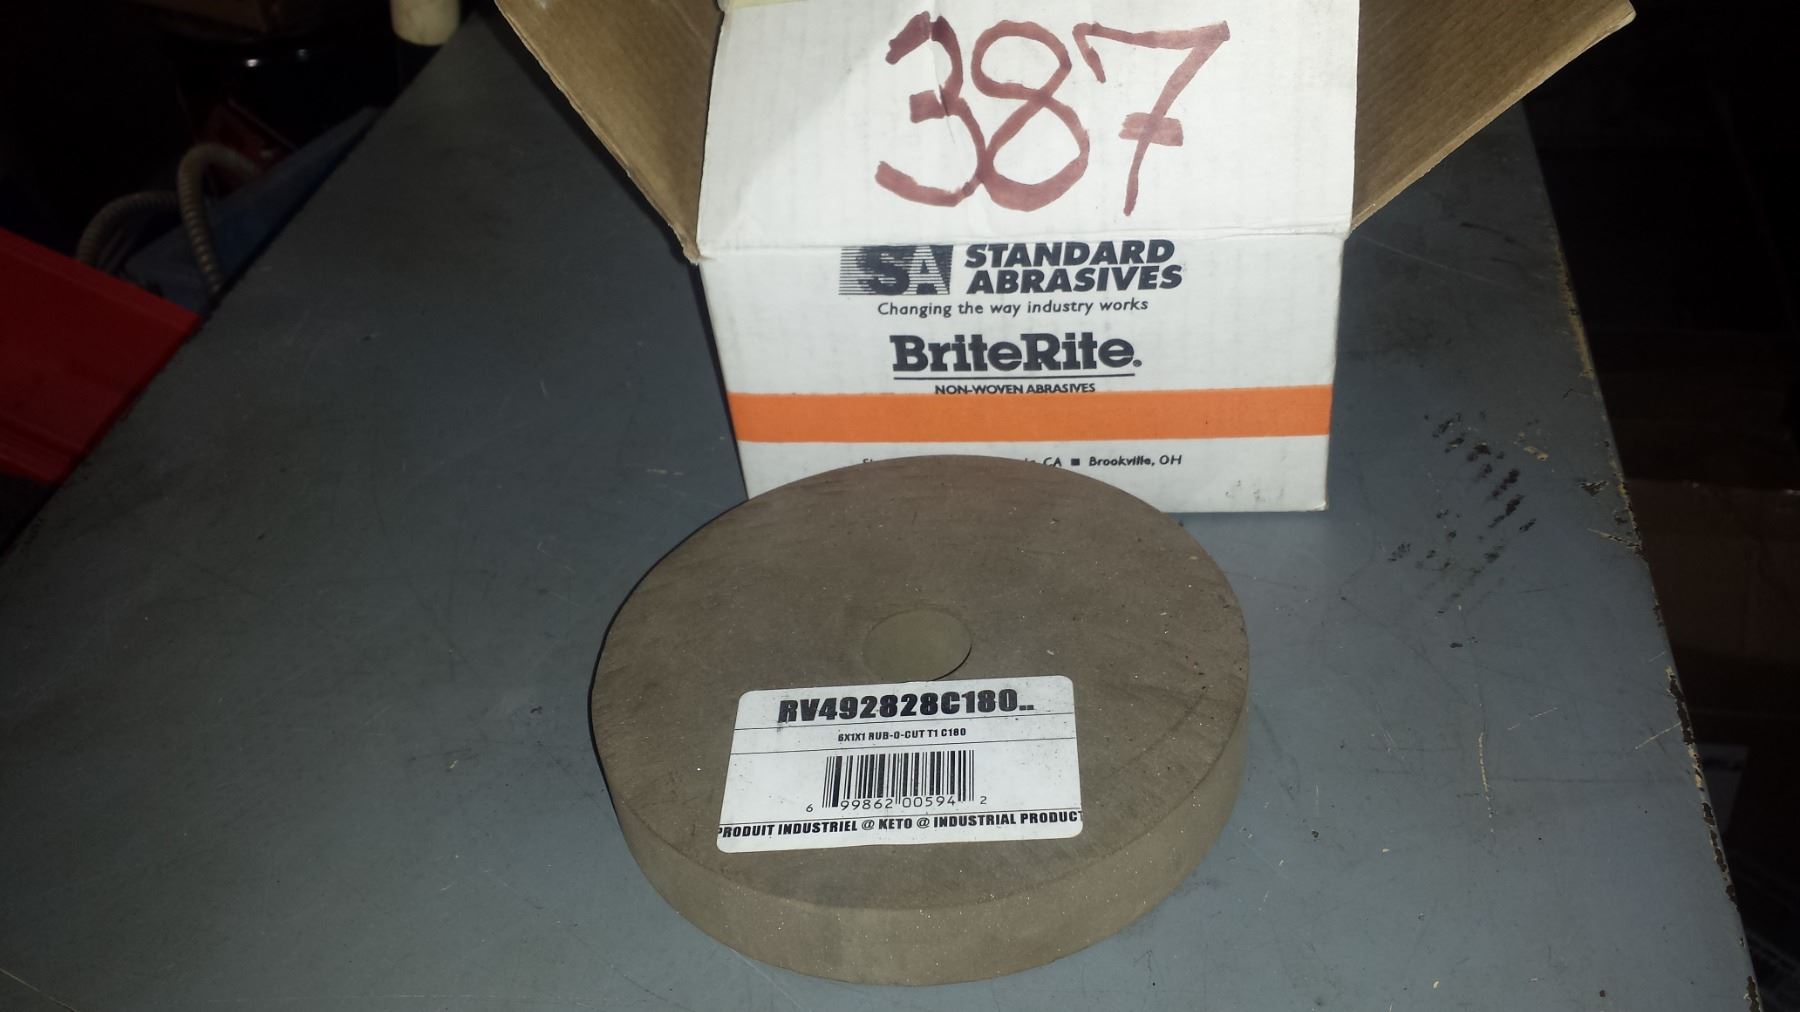 387
SA STANDARD
ABRASIVES
Changing the way industry works
BriteRite®
NON-WOVEN ABRASIVES
CA ■ Brookville, OH
RV492828C180..
6X1X1 RUB-O-CUT T1 C180
6 99862 00594 2
PRODUIT INDUSTRIEL @ KETO @ INDUSTRIAL PRODUCT